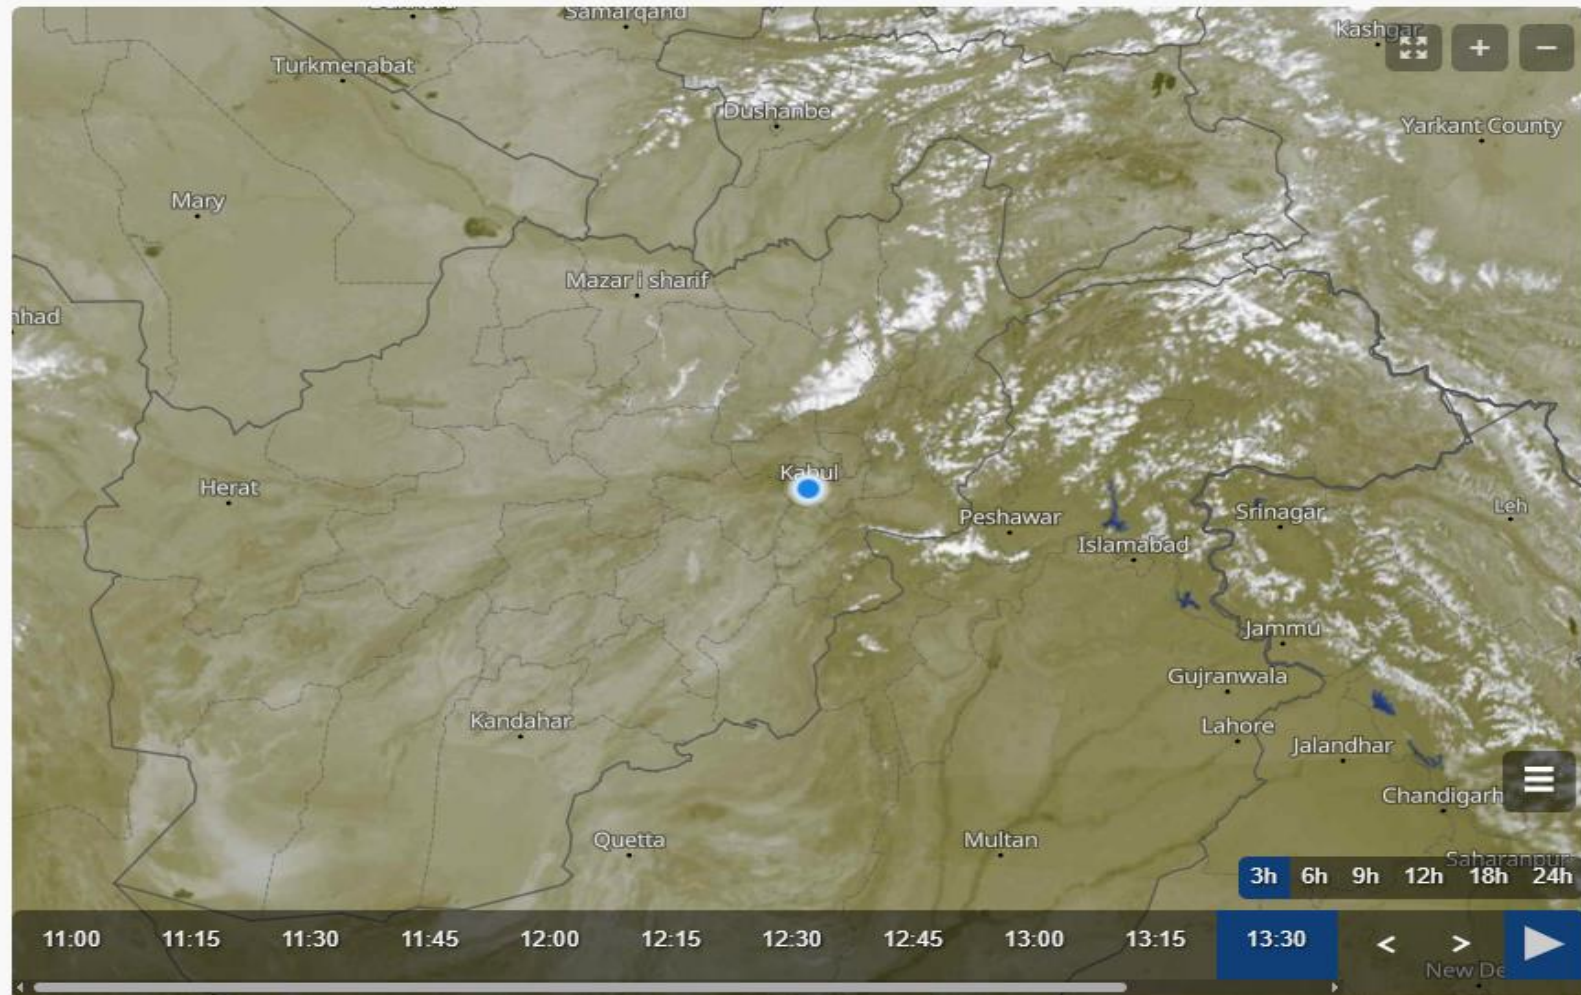 Samarqand
Kashgar
Turkmenabat
Dushanbe
Yarkant County
Mary
Mazar i sharif
Kabul
Herat
Peshawar
Srinagar
Leh
Islamabad
Jammu
Gujranwala
Kandahar
Lahore
Jalandhar
Chandigarh
Quetta
Multan
Saharanpur
3h 6h 9h 12h 18h 24h
11:00 11:15 11:30 11:45 12:00 12:15 12:30 12:45 13:00 13:15 13:30 < >
New De